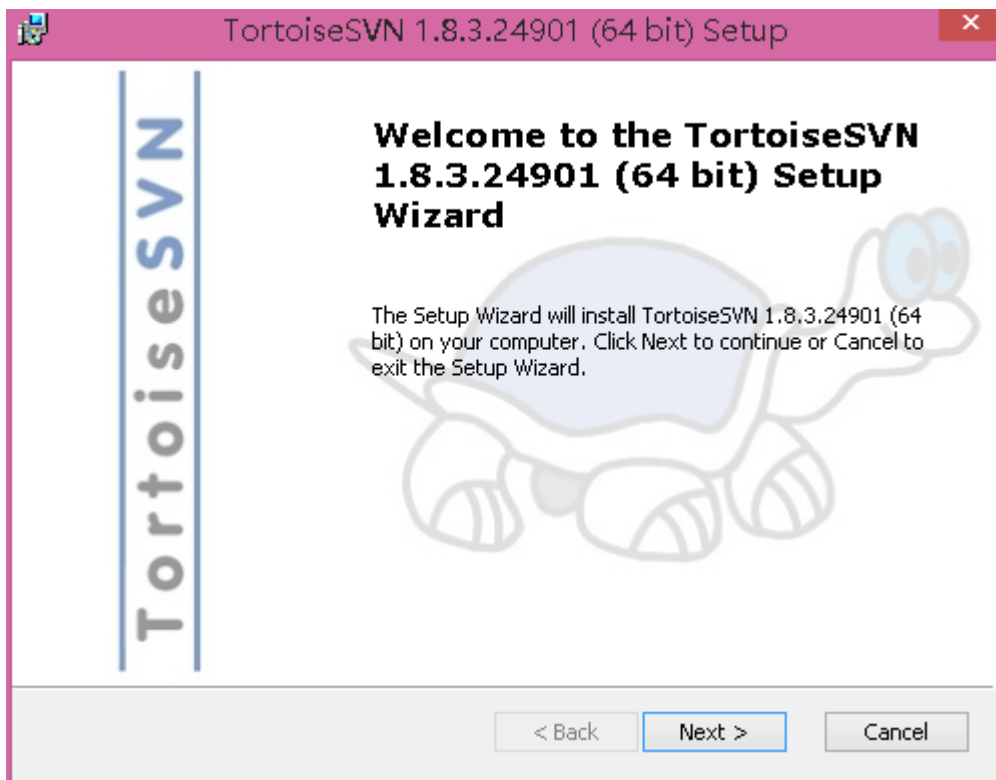 TortoiseSVN 1.8.3.24901 (64 bit) Setup
TortoiseSVN
Welcome to the TortoiseSVN
1.8.3.24901 (64 bit) Setup
Wizard
The Setup Wizard will install TortoiseSVN 1.8.3.24901 (64
bit) on your computer. Click Next to continue or Cancel to
exit the Setup Wizard.
< Back
Next >
Cancel